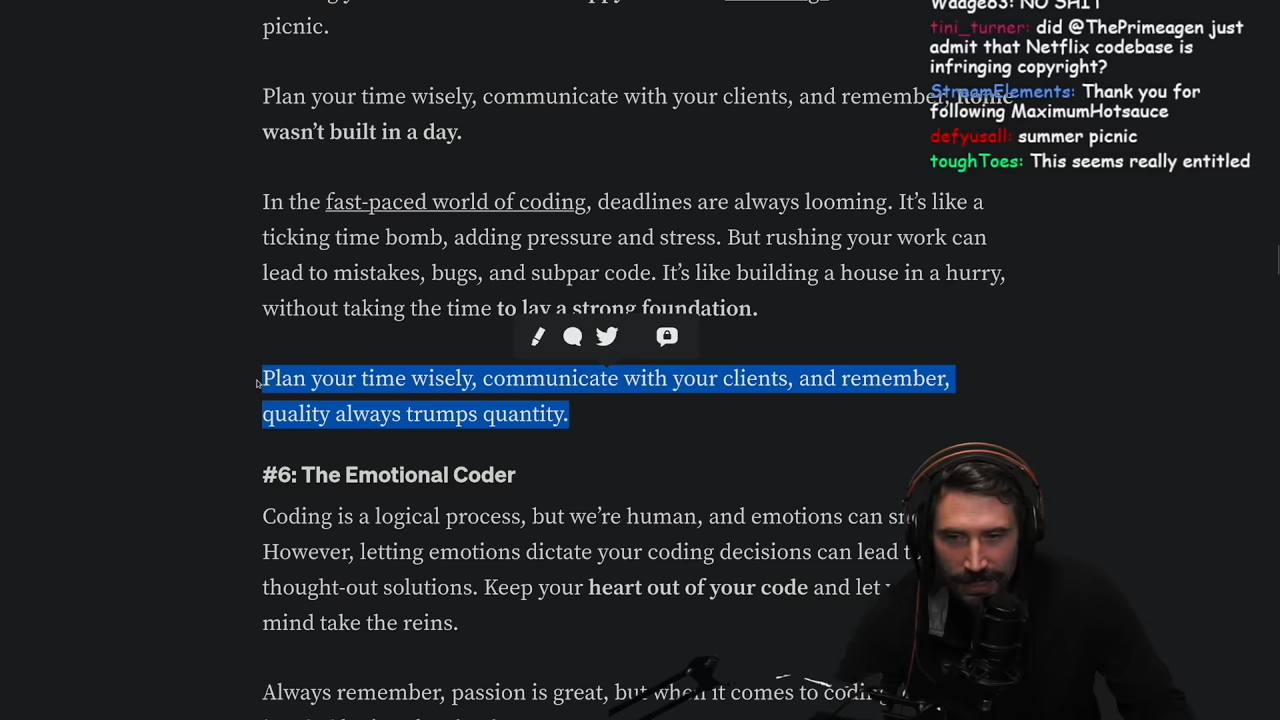 picnic.
Plan your time wisely, communicate with your clients, and remember, Rome
wasn’t built in a day.
In the fast-paced world of coding, deadlines are always looming. It’s like a
ticking time bomb, adding pressure and stress. But rushing your work can
lead to mistakes, bugs, and subpar code. It’s like building a house in a hurry,
without taking the time to lay a strong foundation.
Plan your time wisely, communicate with your clients, and remember,
quality always trumps quantity.
#6: The Emotional Coder
Coding is a logical process, but we’re human, and emotions can
However, letting emotions dictate your coding decisions can lead
thought-out solutions. Keep your heart out of your code and let
mind take the reins.
Always remember, passion is great, but when it comes to coding,
Waage83: NO SHIT
tini_turner: did @ThePrimeagen just
admit that Netflix codebase is
infringing copyright?
StreamElements: Thank you for
following MaximumHotsauce
defyusall: summer picnic
toughToes: This seems really entitled